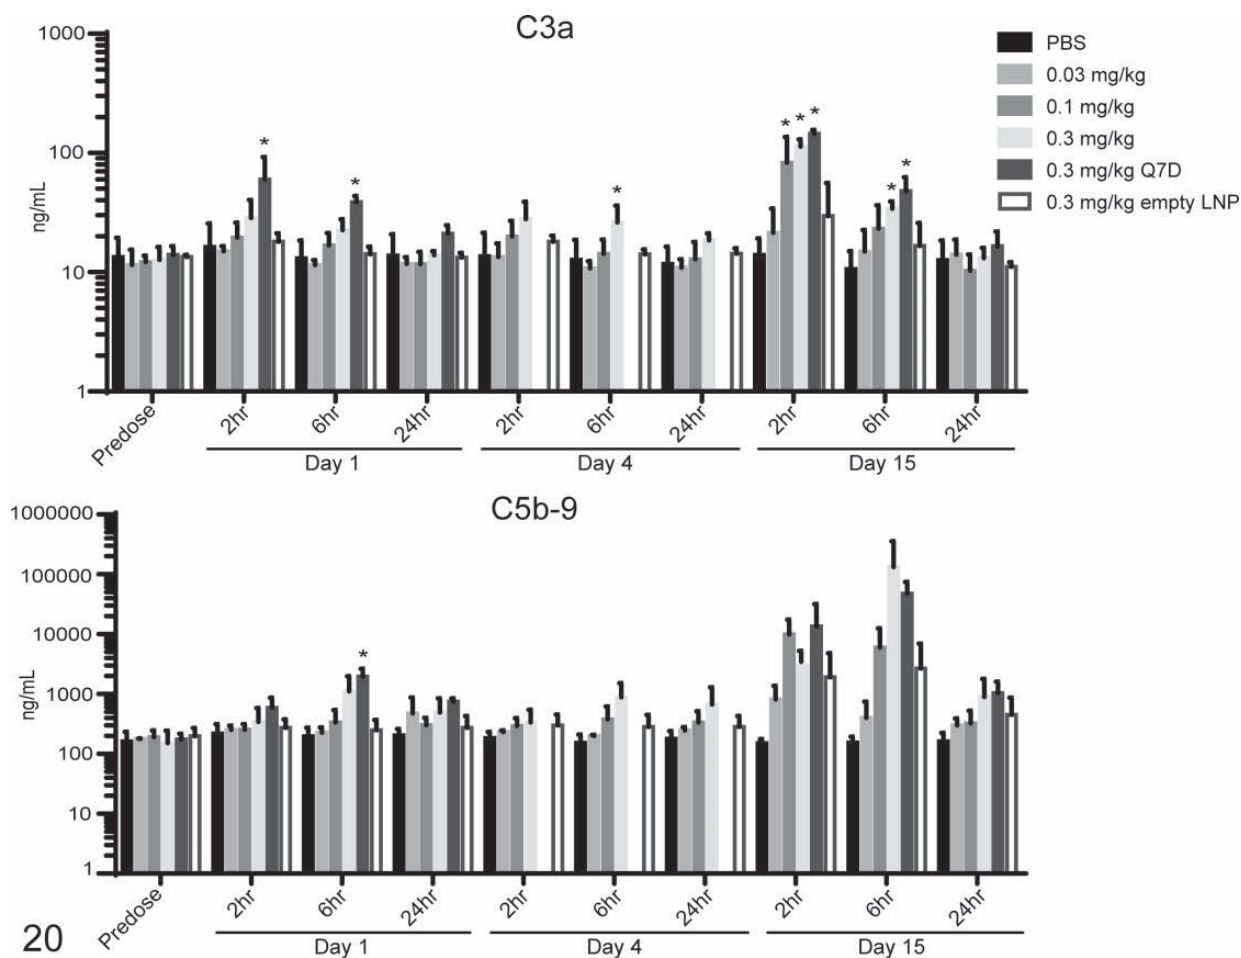 C3a
1000
100
10
1
ng/mL
* * * * * * * *
PBS
0.03 mg/kg
0.1 mg/kg
0.3 mg/kg
0.3 mg/kg Q7D
0.3 mg/kg empty LNP
Predose 2hr 6hr 24hr 2hr 6hr 24hr 2hr 6hr 24hr
Day 1 Day 4 Day 15
C5b-9
1000000
100000
10000
1000
100
10
1
ng/mL
*
Predose 2hr 6hr 24hr 2hr 6hr 24hr 2hr 6hr 24hr
Day 1 Day 4 Day 15
20